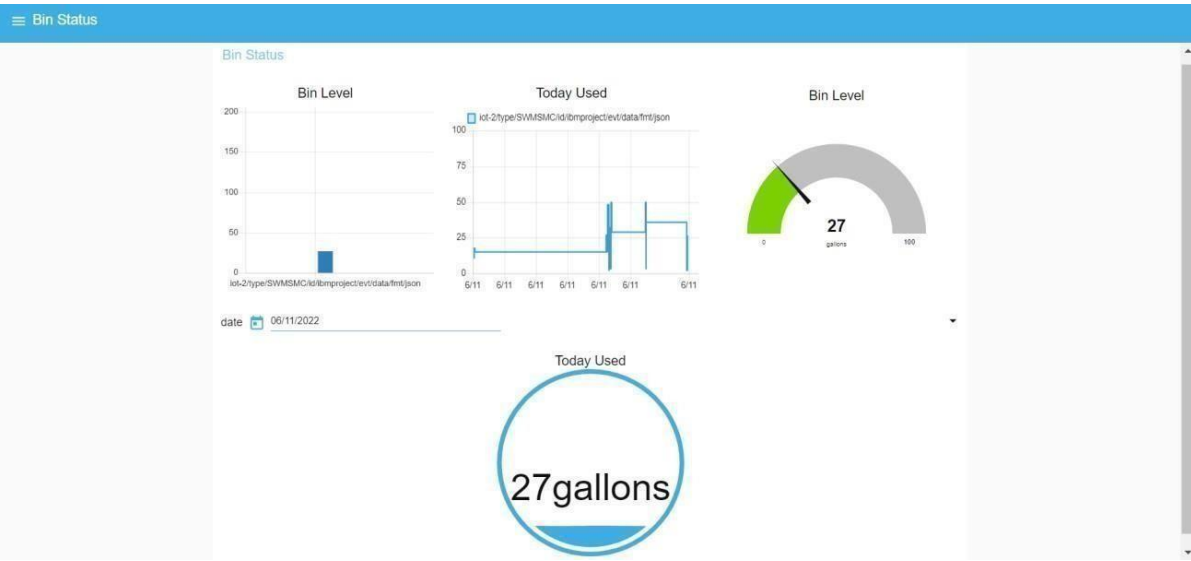 Bin Status
Bin Status
Bin Level
200
150
100
50
0
iot-2/type/SWMSMC/id/ibmproject/evt/data/fmt/json
Today Used
iot-2/type/SWMSMC/id/ibmproject/evt/data/fmt/json
100
75
50
25
0
6/11 6/11 6/11 6/11 6/11 6/11 6/11
Bin Level
27
gallons
0 100
date 06/11/2022
Today Used
27gallons